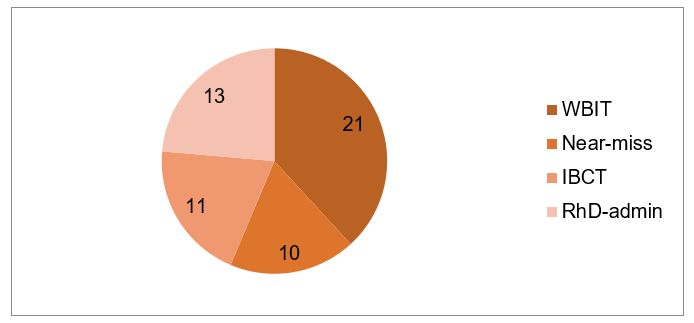 13
21
11
10
WBIT
Near-miss
IBCT
RhD-admin